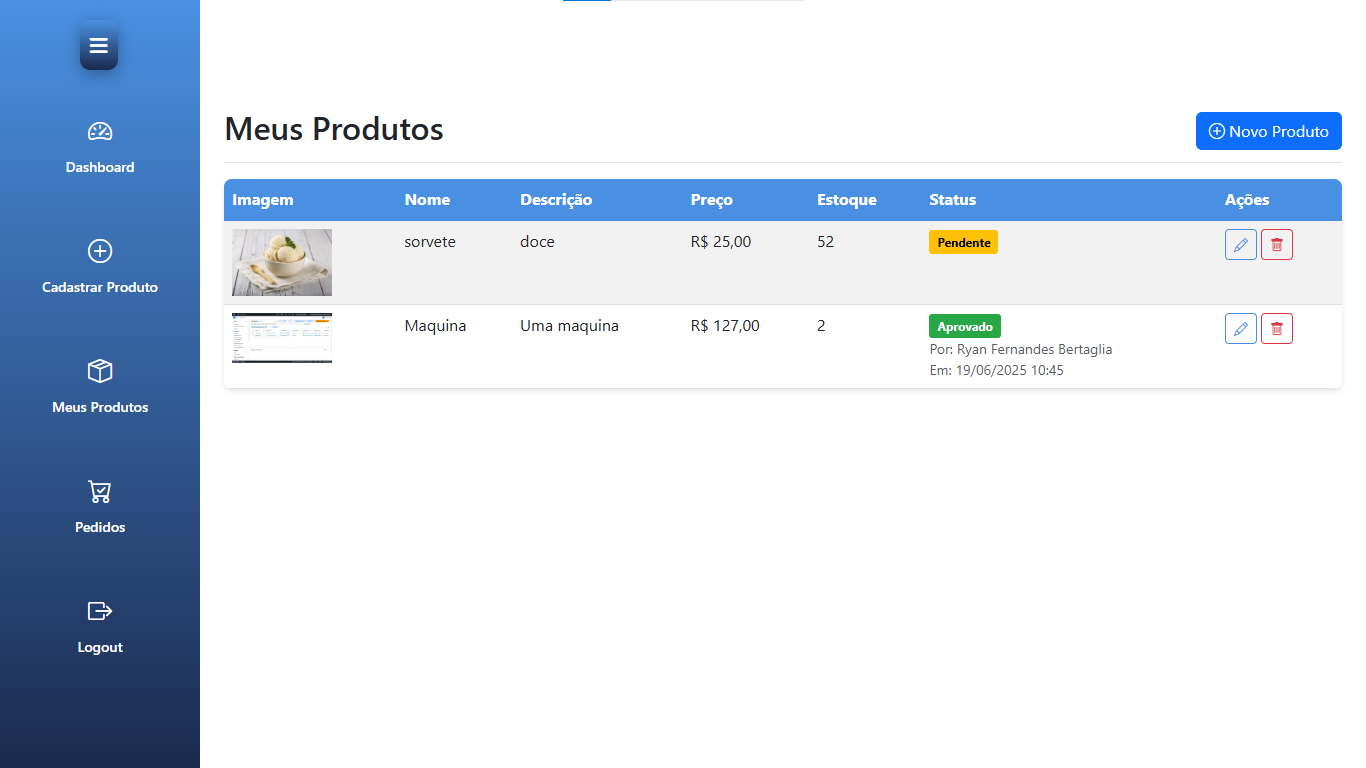 Dashboard
Cadastrar Produto
Meus Produtos
Pedidos
Logout
Meus Produtos
Novo Produto
Imagem Nome Descrição Preço Estoque Status Ações
sorvete doce R$ 25,00 52 Pendente
Maquina Uma maquina R$ 127,00 2 Aprovado
Por: Ryan Fernandes Bertaglia
Em: 19/06/2025 10:45